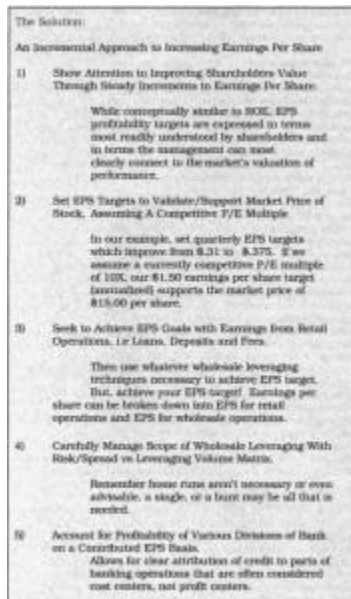 The Solution:
An Incremental Approach to Increasing Earnings Per Share
1) Show Attention to Improving Shareholders Value
Through Steady Increments to Earnings Per Share.
While conceptually similar to ROE, EPS
profitability targets are expressed in terms
most readily understood by shareholders and
in terms the management can most
clearly connect to the market's valuation of
performance.
2) Set EPS Targets to Validate/Support Market Price of
Stock, Assuming A Competitive P/E Multiple
In our example, set quarterly EPS targets
which improve from $.31 to $.375. If we
assume a currently competitive P/E multiple
of 10X, our $1.50 earnings per share target
(annualized) supports the market price of
$15.00 per share.
3) Seek to Achieve EPS Goals with Earnings from Retail
Operations, i.e Loans, Deposits and Fees.
Then use whatever wholesale leveraging
techniques necessary to achieve EPS target.
But, achieve your EPS target! Earnings per
share can be broken down into EPS for retail
operations and EPS for wholesale operations.
4) Carefully Manage Scope of Wholesale Leveraging With
Risk/Spread vs Leveraging Volume Matrix.
Remember home runs aren't necessary or even
advisable, a single, or a bunt may be all that is
needed.
5) Account for Profitability of Various Divisions of Bank
on a Contributed EPS Basis.
Allows for clear attribution of credit to parts of
banking operations that are often considered
cost centers, not profit centers.